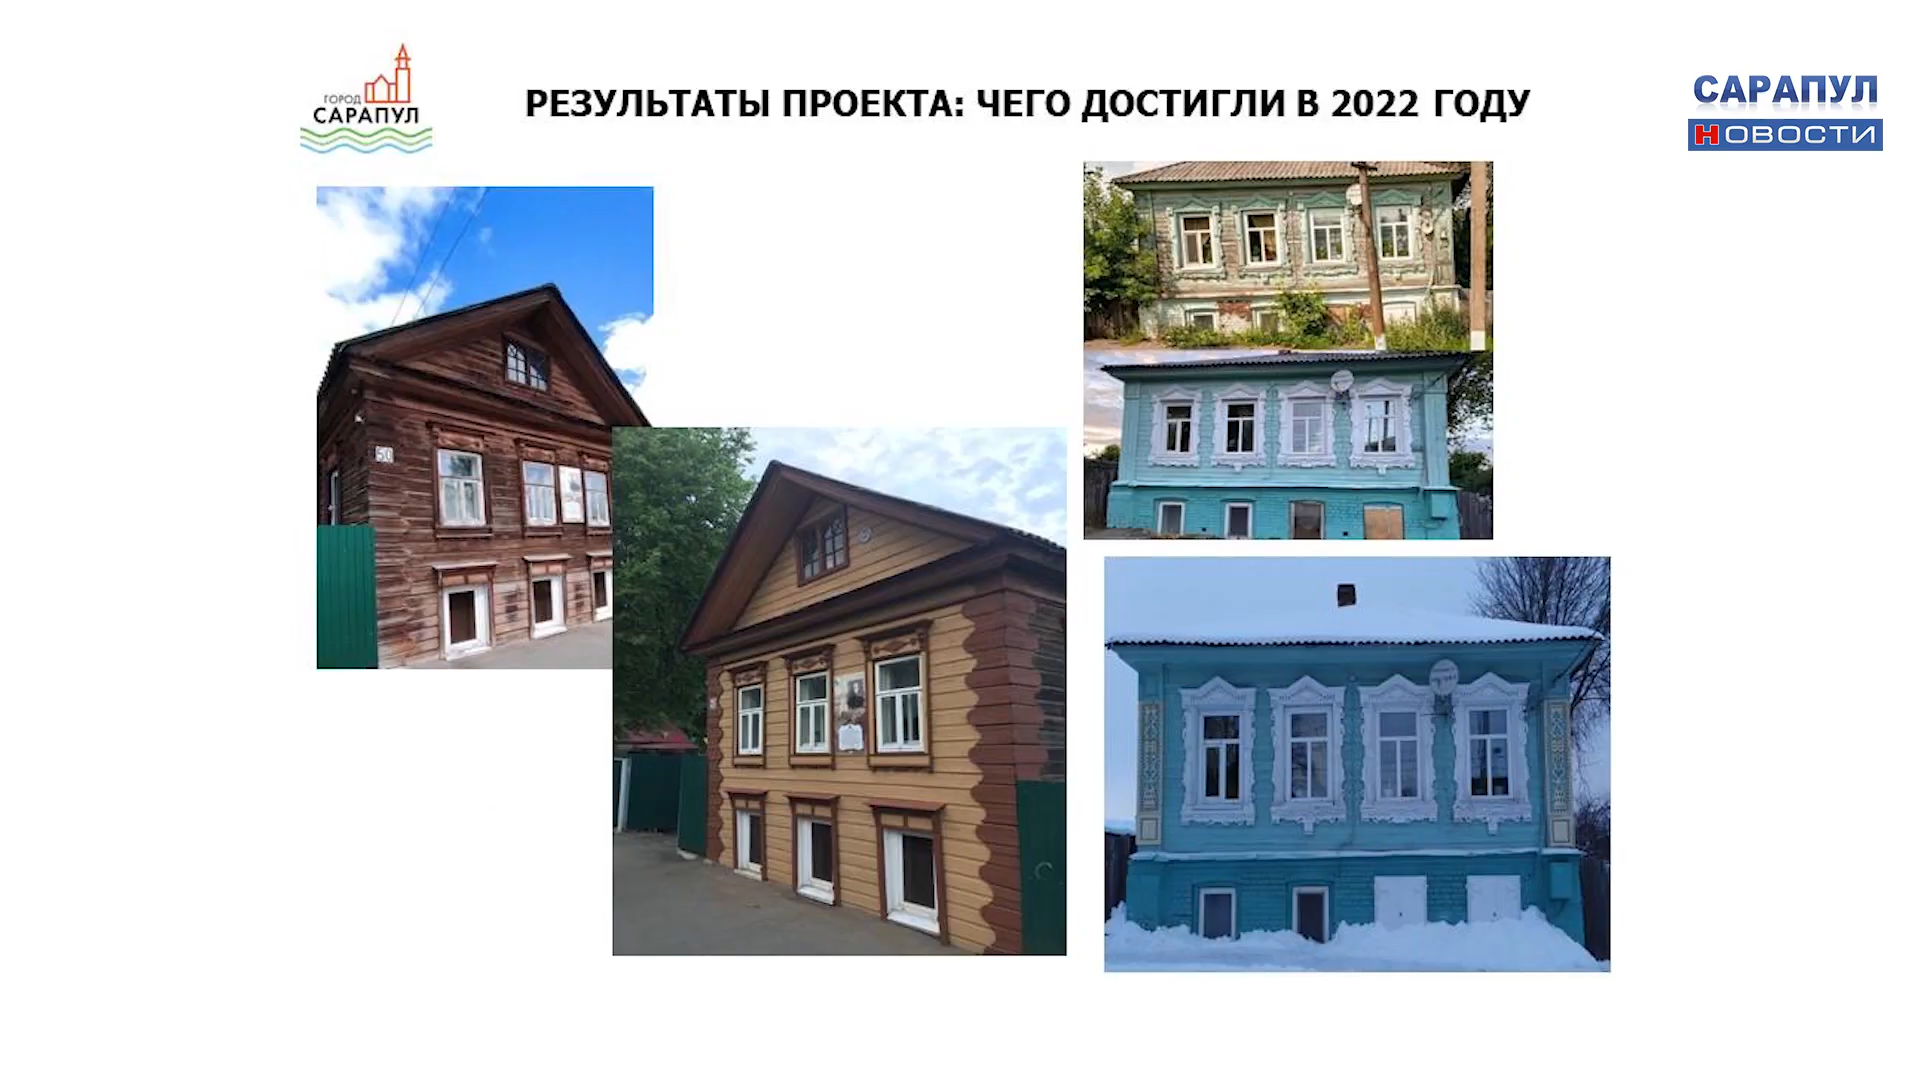 ГОРОД
САРАПУЛ
РЕЗУЛЬТАТЫ ПРОЕКТА: ЧЕГО ДОСТИГЛИ В 2022 ГОДУ
САРАПУЛ
НОВОСТИ
50